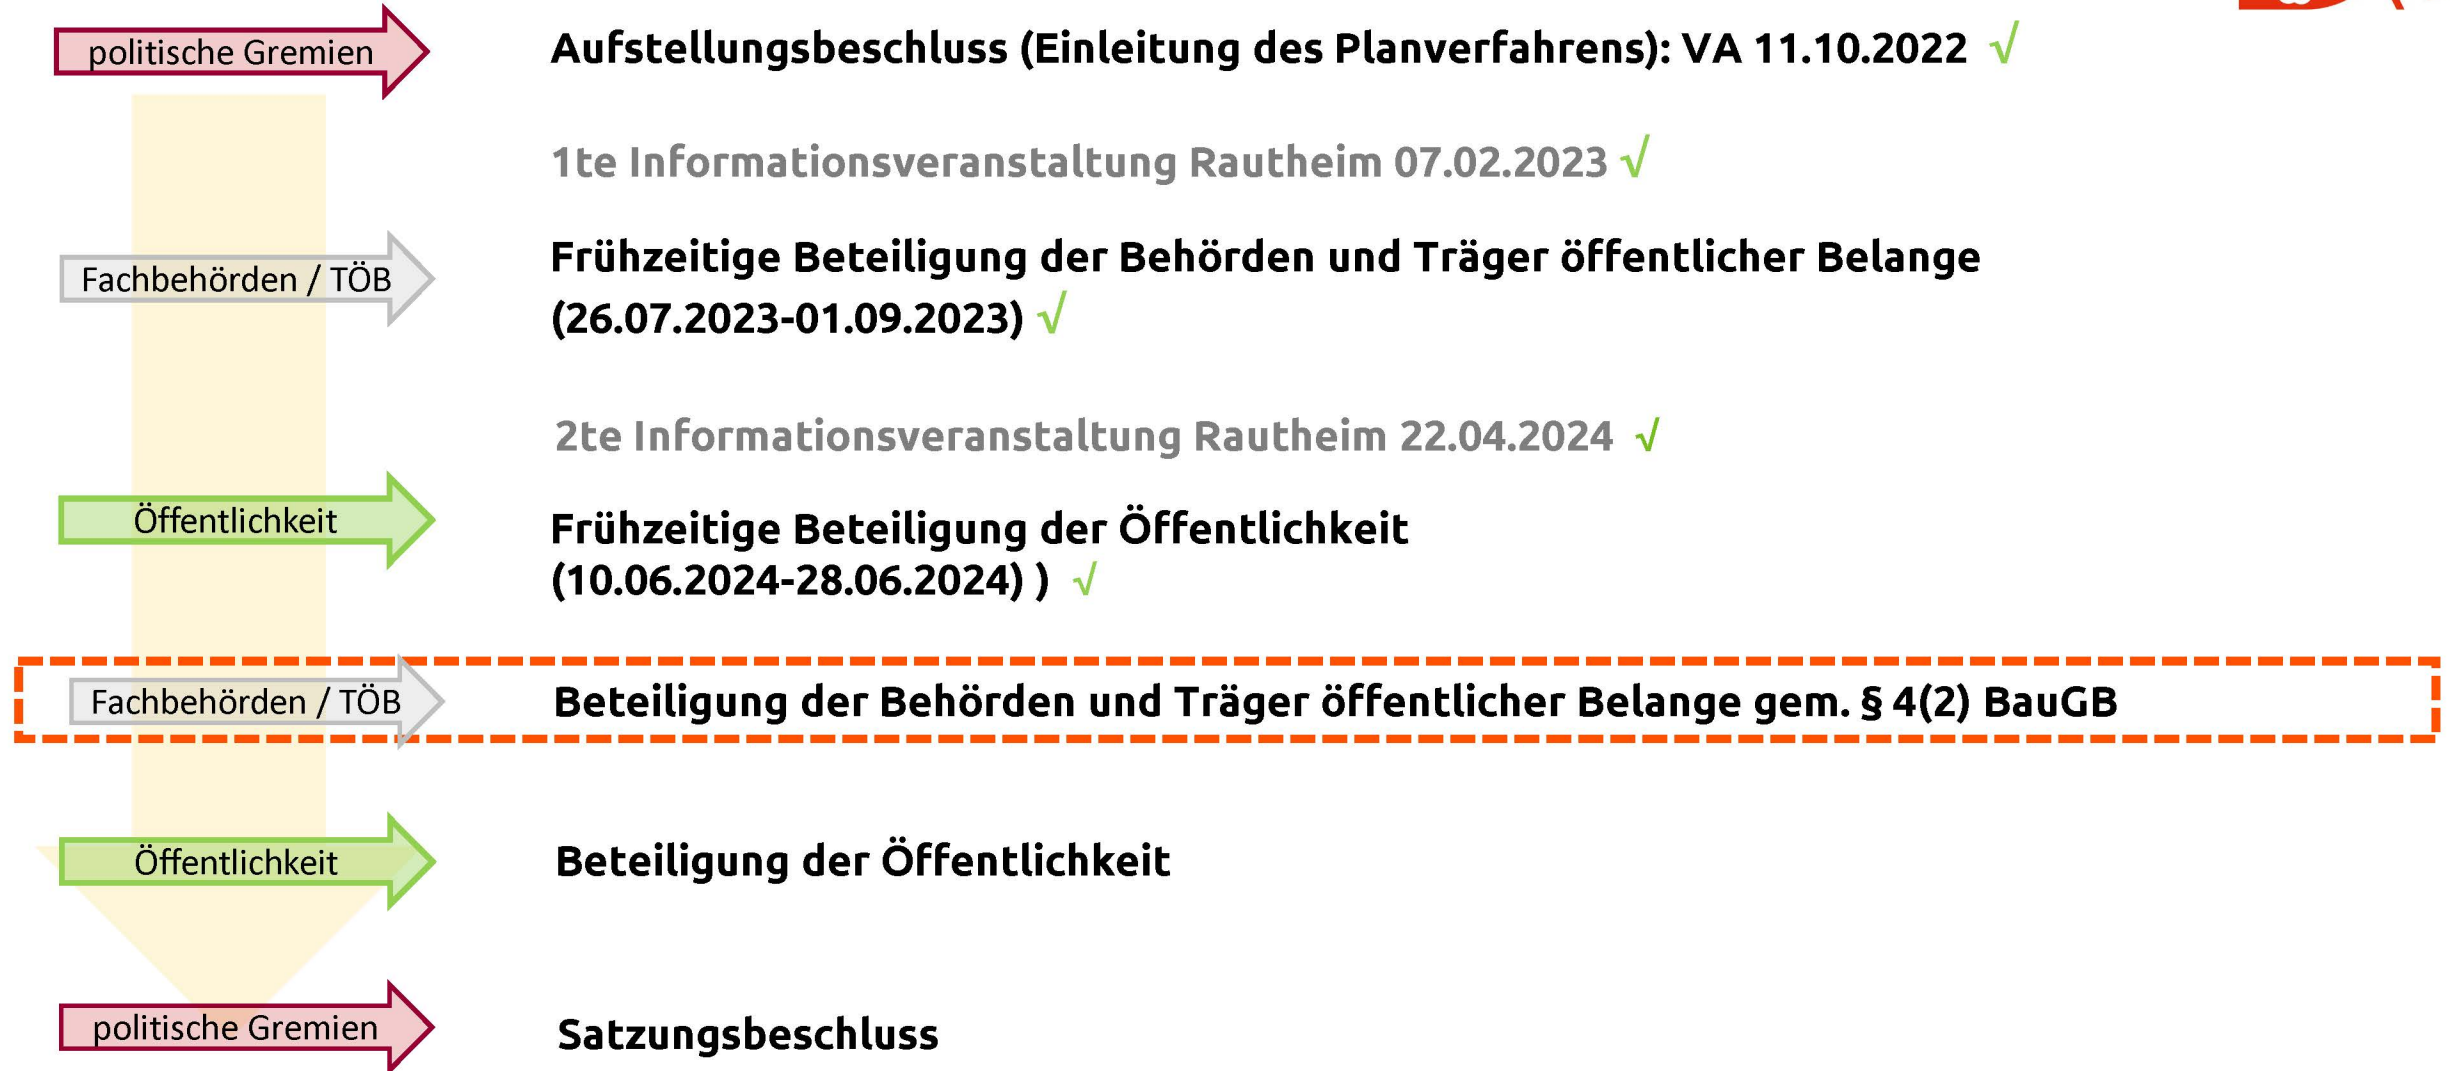 politische Gremien
Aufstellungsbeschluss (Einleitung des Planverfahrens): VA 11.10.2022 √
1te Informationsveranstaltung Rautheim 07.02.2023 √
Fachbehörden / TÖB
Frühzeitige Beteiligung der Behörden und Träger öffentlicher Belange
(26.07.2023-01.09.2023) √
2te Informationsveranstaltung Rautheim 22.04.2024 √
Öffentlichkeit
Frühzeitige Beteiligung der Öffentlichkeit
(10.06.2024-28.06.2024) ) √
Fachbehörden / TÖB
Beteiligung der Behörden und Träger öffentlicher Belange gem. § 4(2) BauGB
Öffentlichkeit
Beteiligung der Öffentlichkeit
politische Gremien
Satzungsbeschluss